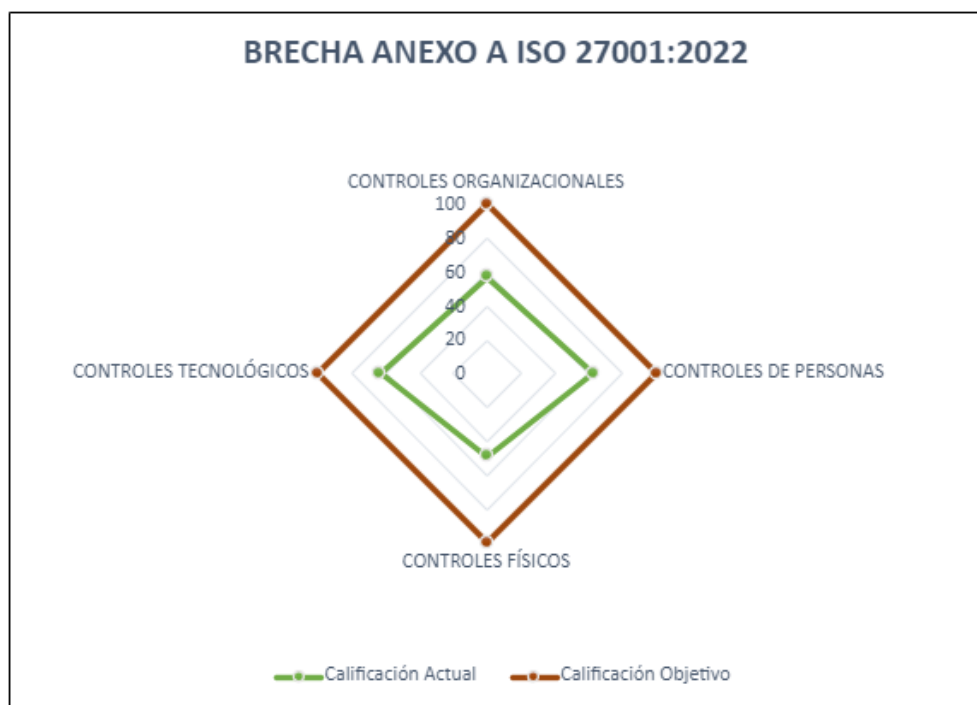 BRECHA ANEXO A ISO 27001:2022
CONTROLES ORGANIZACIONALES
100
80
60
40
20
0
CONTROLES TECNOLÓGICOS
CONTROLES DE PERSONAS
CONTROLES FÍSICOS
Calificación Actual
Calificación Objetivo